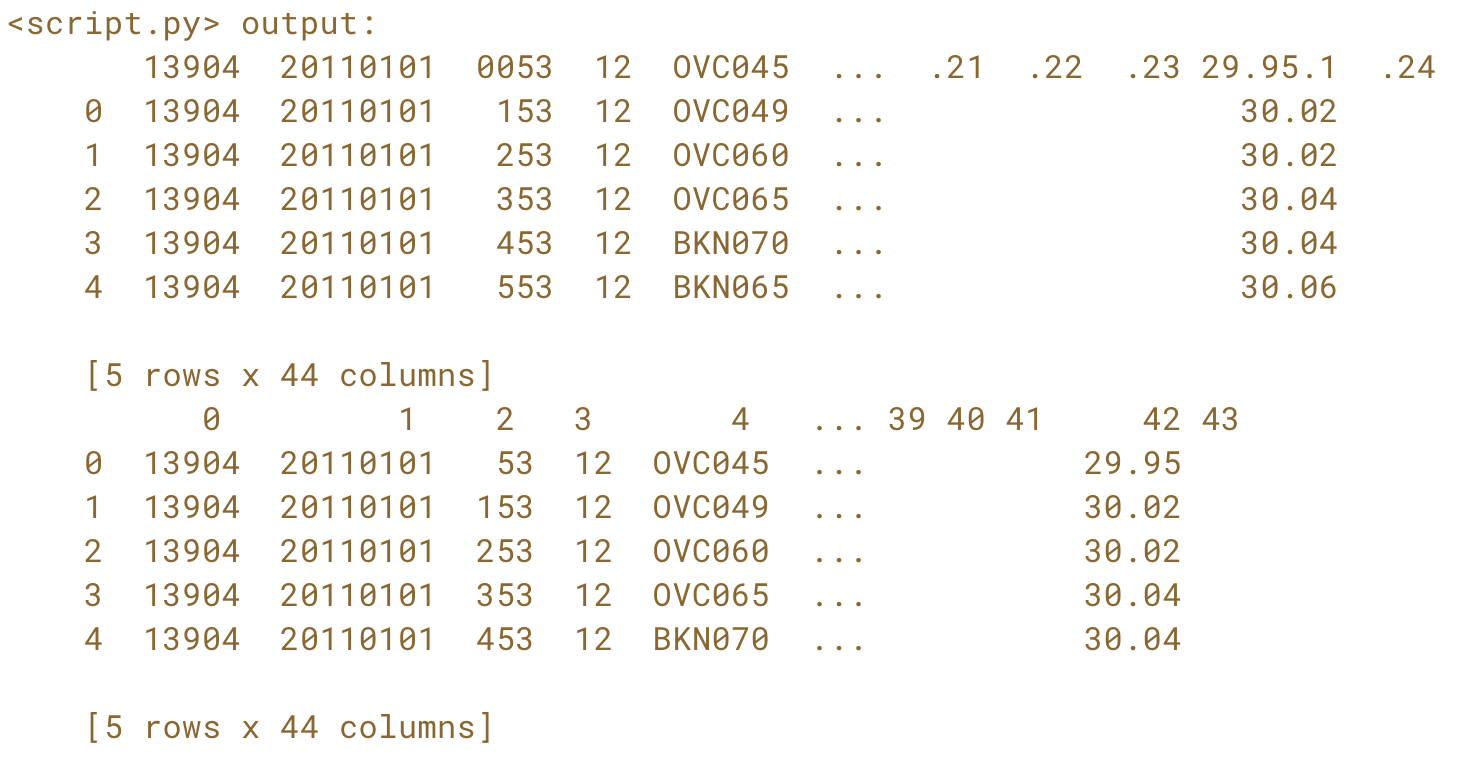 <script.py> output:
13904 20110101 0053 12 OVC045 ... .21 .22 .23 29.95.1 .24
0 13904 20110101 153 12 OVC049 ... 30.02
1 13904 20110101 253 12 OVC060 ... 30.02
2 13904 20110101 353 12 OVC065 ... 30.04
3 13904 20110101 453 12 BKN070 ... 30.04
4 13904 20110101 553 12 BKN065 ... 30.06
[5 rows x 44 columns]
0 1 2 3 4 ... 39 40 41 42 43
0 13904 20110101 53 12 OVC045 ... 29.95
1 13904 20110101 153 12 OVC049 ... 30.02
2 13904 20110101 253 12 OVC060 ... 30.02
3 13904 20110101 353 12 OVC065 ... 30.04
4 13904 20110101 453 12 BKN070 ... 30.04
[5 rows x 44 columns]